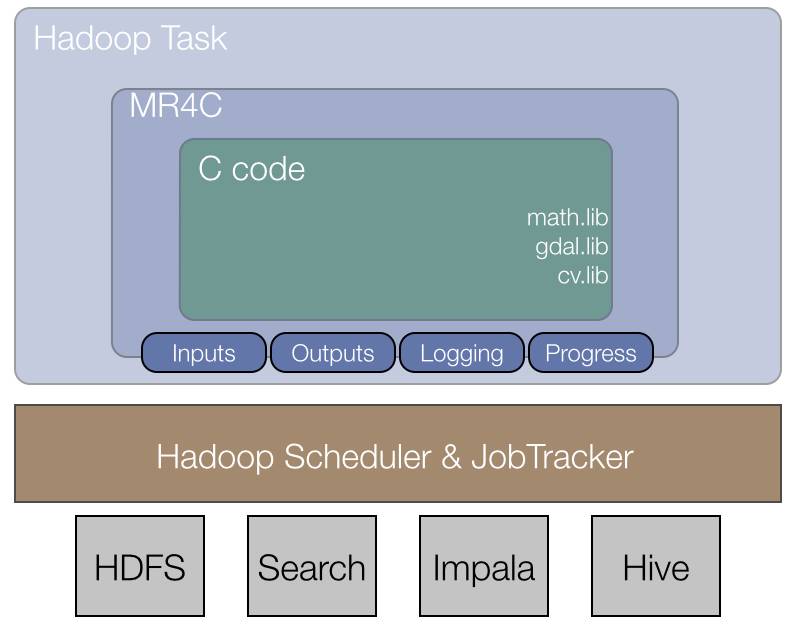 Hadoop Task
MR4C
C code
math.lib
gdal.lib
cv.lib
Inputs
Outputs
Logging
Progress
Hadoop Scheduler & JobTracker
HDFS
Search
Impala
Hive